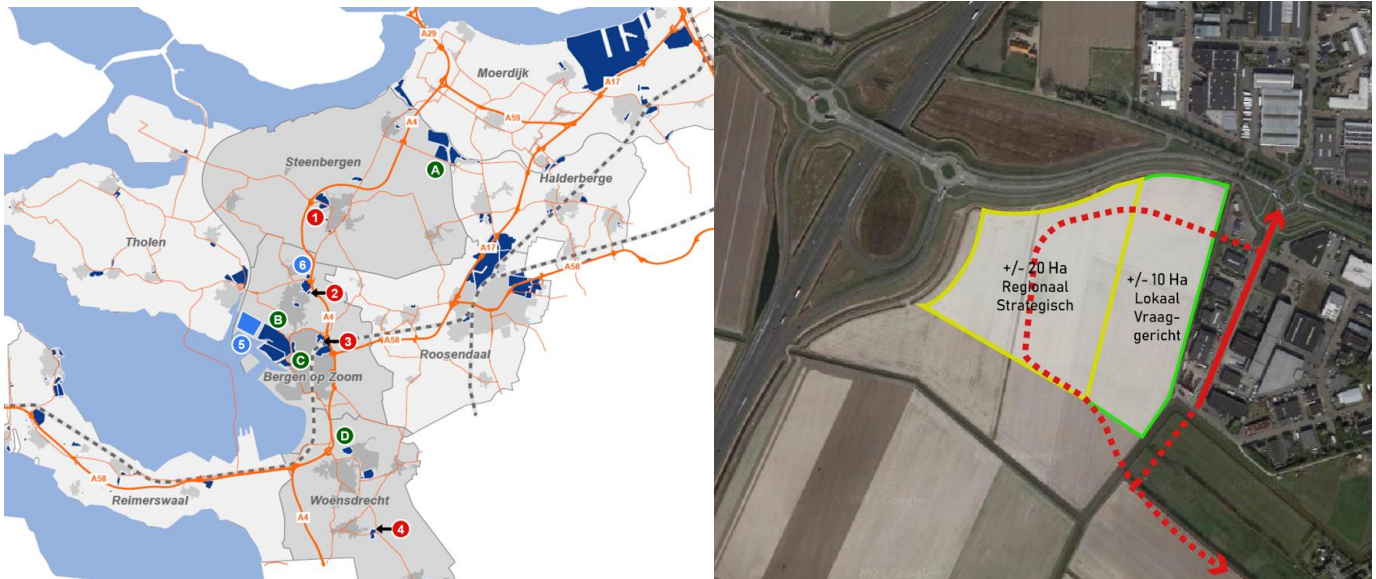 A29
Moerdijk
A17
A59
A4
Steenbergen
A
Halderberge
1
Tholen
A17
6
A58
2
B
A4
3
5
A58
C
Roosendaal
Bergen op Zoom
D
A58
Reimerswaal
Woensdrecht
A4
4
+/- 20 Ha
Regionaal
Strategisch
+/- 10 Ha
Lokaal
Vraag-
gericht